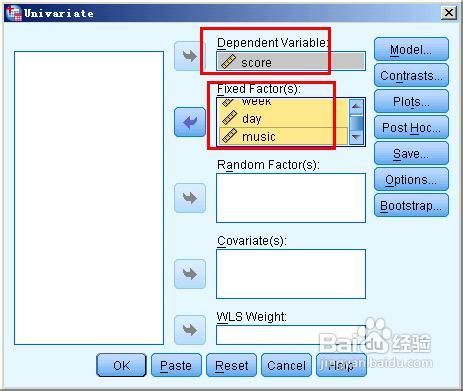 Univariate
Dependent Variable:
score
Fixed Factor(s):
week
day
music
Random Factor(s):
Covariate(s):
WLS Weight:
Model...
Contrasts...
Plots...
Post Hoc...
Save...
Options...
Bootstrap...
OK
Paste
Reset
Cancel
Help
Baidu 经验
jingyan.baidu.com